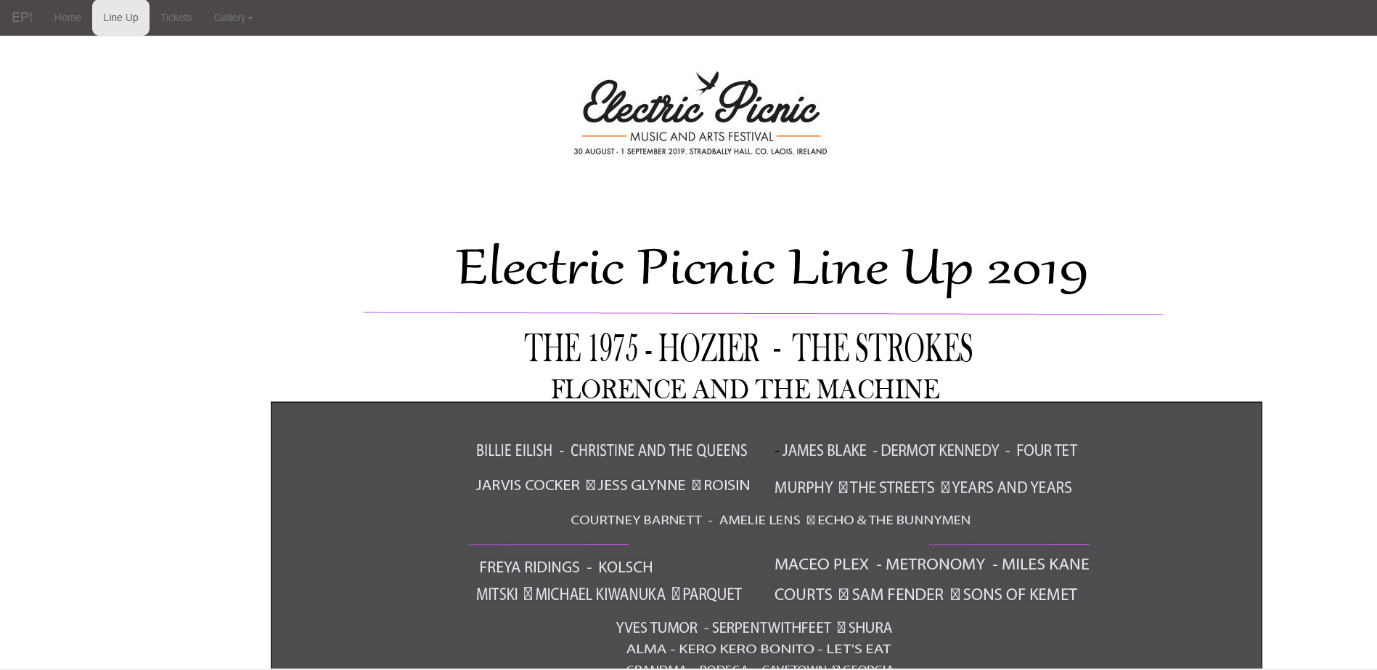 EP! Home Line Up Tickets Gallery
Electric Picnic
MUSIC AND ARTS FESTIVAL
30 AUGUST - 1 SEPTEMBER 2019. STRADBALLY HALL. CO. LAOIS. IRELAND
Electric Picnic Line Up 2019
THE 1975 - HOZIER - THE STROKES
FLORENCE AND THE MACHINE
BILLIE EILISH - CHRISTINE AND THE QUEENS - JAMES BLAKE - DERMOT KENNEDY - FOUR TET
JARVIS COCKER 〿 JESS GLYNNE 〿 ROISIN MURPHY 〿 THE STREETS 〿 YEARS AND YEARS
COURTNEY BARNETT - AMELIE LENS 〿 ECHO & THE BUNNYMEN
FREYA RIDINGS - KOLSCH MACEO PLEX - METRONOMY - MILES KANE
MITSKI 〿 MICHAEL KIWANUKA 〿 PARQUET COURTS 〿 SAM FENDER 〿 SONS OF KEMET
YVES TUMOR - SERPENTWITHFEET 〿 SHURA
ALMA - KERO KERO BONITO - LET'S EAT
GRANDMA - BODEGA - CAVETOWN 〿 GEORGIA